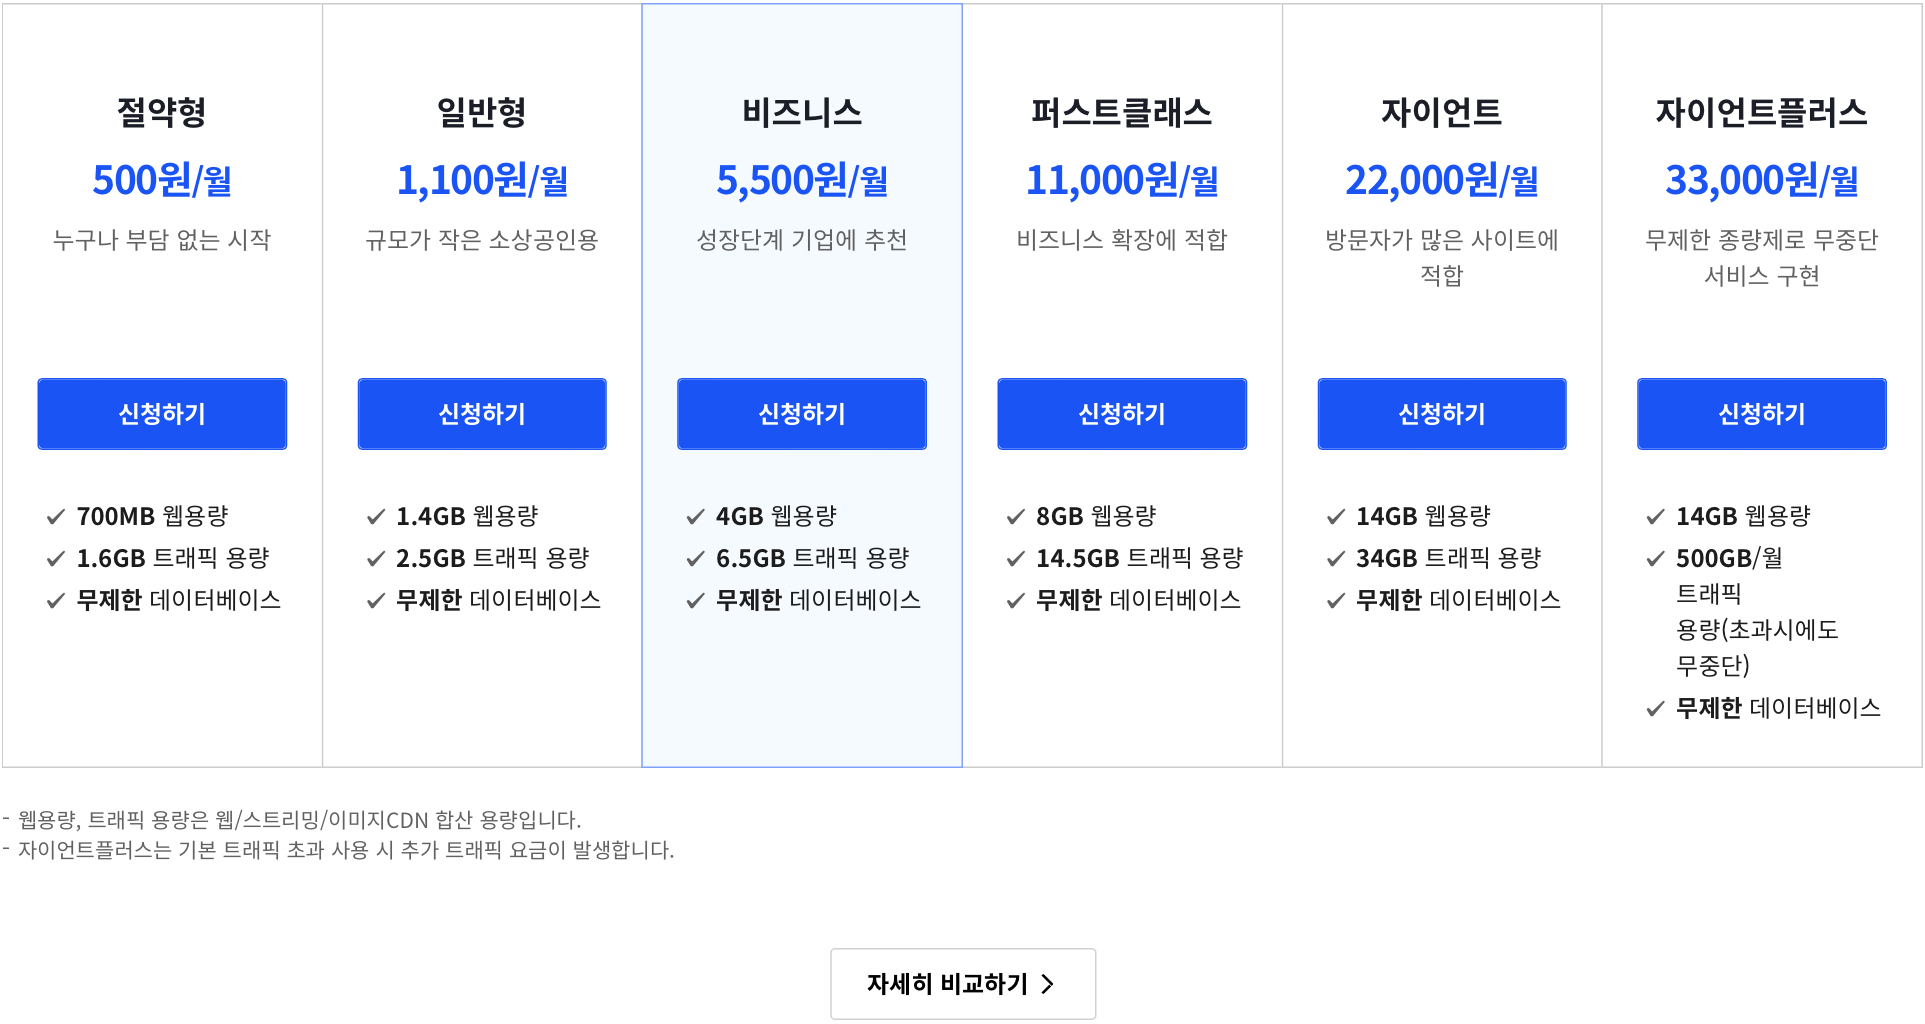 절약형
500원/월
누구나 부담 없는 시작
신청하기
700MB 웹용량
1.6GB 트래픽 용량
무제한 데이터베이스
일반형
1,100원/월
규모가 작은 소상공인용
신청하기
1.4GB 웹용량
2.5GB 트래픽 용량
무제한 데이터베이스
비즈니스
5,500원/월
성장단계 기업에 추천
신청하기
4GB 웹용량
6.5GB 트래픽 용량
무제한 데이터베이스
퍼스트클래스
11,000원/월
비즈니스 확장에 적합
신청하기
8GB 웹용량
14.5GB 트래픽 용량
무제한 데이터베이스
자이언트
22,000원/월
방문자가 많은 사이트에
적합
신청하기
14GB 웹용량
34GB 트래픽 용량
무제한 데이터베이스
자이언트플러스
33,000원/월
무제한 종량제로 무중단
서비스 구현
신청하기
14GB 웹용량
500GB/월
트래픽
용량(초과시에도
무중단)
무제한 데이터베이스
- 웹용량, 트래픽 용량은 웹/스트리밍/이미지CDN 합산 용량입니다.
- 자이언트플러스는 기본 트래픽 초과 사용 시 추가 트래픽 요금이 발생합니다.
자세히 비교하기